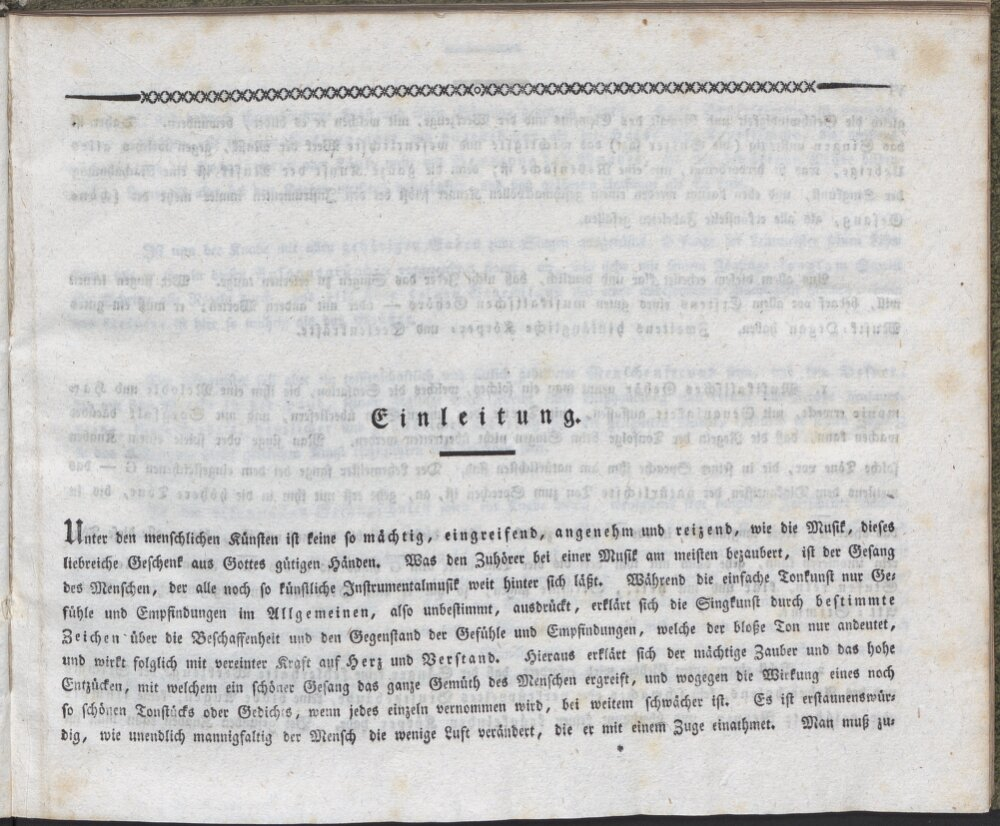 Einleitung.
Unter den menschlichen Künsten ist keine so mächtig, eingreifend, angenehm und reizend, wie die Musik, dieses
liebreiche Geschenk aus Gottes gütigen Händen. Was den Zuhörer bei einer Musik am meisten bezaubert, ist der Gesang
des Menschen, der alle noch so künstliche Instrumentalmusik weit hinter sich läßt. Während die einfache Tonkunst nur Ge-
fühle und Empfindungen im Allgemeinen, also unbestimmt, ausdrückt, erklärt sich die Singkunst durch bestimmte
Zeichen über die Beschaffenheit und den Gegenstand der Gefühle und Empfindungen, welche der bloße Ton nur andeutet,
und wirkt folglich mit vereinter Kraft auf Herz und Verstand. Hieraus erklärt sich der mächtige Zauber und das hohe
Entzücken, mit welchem ein schöner Gesang das ganze Gemüth des Menschen ergreift, und wogegen die Wirkung eines noch
so schönen Tonstücks oder Gedichts, wenn jedes einzeln vernommen wird, bei weitem schwächer ist. Es ist erstaunenswür-
dig, wie unendlich mannigfaltig der Mensch die wenige Luft verändert, die er mit einem Zuge einathmet. Man muß zu-